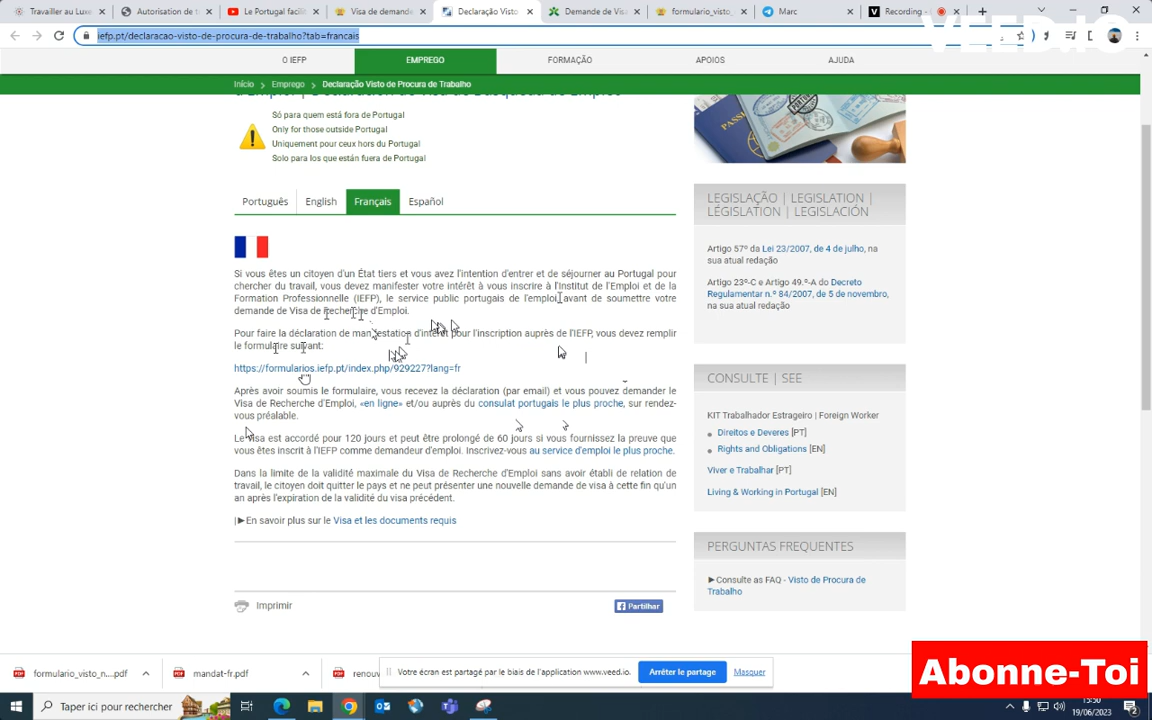 Travailler au Luxe
Autorisation de tr
Le Portugal facilit
Visa de demande
Declaração Visto
Demande de Visa
formulario_visto_
Marc
Recording -
VEED.IO
iefp.pt/declaracao-visto-de-procura-de-trabalho?tab=francais
O IEFP
EMPREGO
FORMAÇÃO
APOIOS
AJUDA
Início
Emprego
Declaração Visto de Procura de Trabalho
Só para quem está fora de Portugal
Only for those outside Portugal
Uniquement pour ceux hors du Portugal
Solo para los que están fuera de Portugal
Português
English
Français
Español
Si vous êtes un citoyen d'un État tiers et vous avez l'intention d'entrer et de séjourner au Portugal pour
chercher du travail, vous devez manifester votre intérêt à vous inscrire à l'Institut de l'Emploi et de la
Formation Professionnelle (IEFP), le service public portugais de l'emploi avant de soumettre votre
demande de Visa de Recherche d'Emploi.
Pour faire la déclaration de manifestation d'intérêt pour l'inscription auprès de l'IEFP, vous devez remplir
le formulaire suivant:
https://formularios.iefp.pt/index.php/929227?lang=fr
Après avoir soumis le formulaire, vous recevez la déclaration (par email) et vous pouvez demander le
Visa de Recherche d'Emploi, «en ligne» et/ou auprès du consulat portugais le plus proche, sur rendez-
vous préalable.
Le visa est accordé pour 120 jours et peut être prolongé de 60 jours si vous fournissez la preuve que
vous êtes inscrit à l'IEFP comme demandeur d'emploi. Inscrivez-vous au service d'emploi le plus proche.
Dans la limite de la validité maximale du Visa de Recherche d'Emploi sans avoir établi de relation de
travail, le citoyen doit quitter le pays et ne peut présenter une nouvelle demande de visa à cette fin qu'un
an après l'expiration de la validité du visa précédent.
|►En savoir plus sur le Visa et les documents requis
Imprimir
Partilhar
PASSPORT
LEGISLAÇÃO | LEGISLATION |
LÉGISLATION | LEGISLACIÓN
Artigo 57º da Lei 23/2007, de 4 de julho, na
sua atual redação
Artigo 23º-C e Artigo 49.º-A do Decreto
Regulamentar n.º 84/2007, de 5 de novembro,
na sua atual redação
CONSULTE | SEE
KIT Trabalhador Estrageiro | Foreign Worker
Direitos e Deveres [PT]
Rights and Obligations [EN]
Viver e Trabalhar [PT]
Living & Working in Portugal [EN]
PERGUNTAS FREQUENTES
►Consulte as FAQ - Visto de Procura de
Trabalho
formulario_visto_n....pdf
mandat-fr.pdf
renouv
Votre écran est partagé par le biais de l'application www.veed.io.
Arrêter le partage
Masquer
Abonne-Toi
Taper ici pour rechercher
15:50
19/06/2023